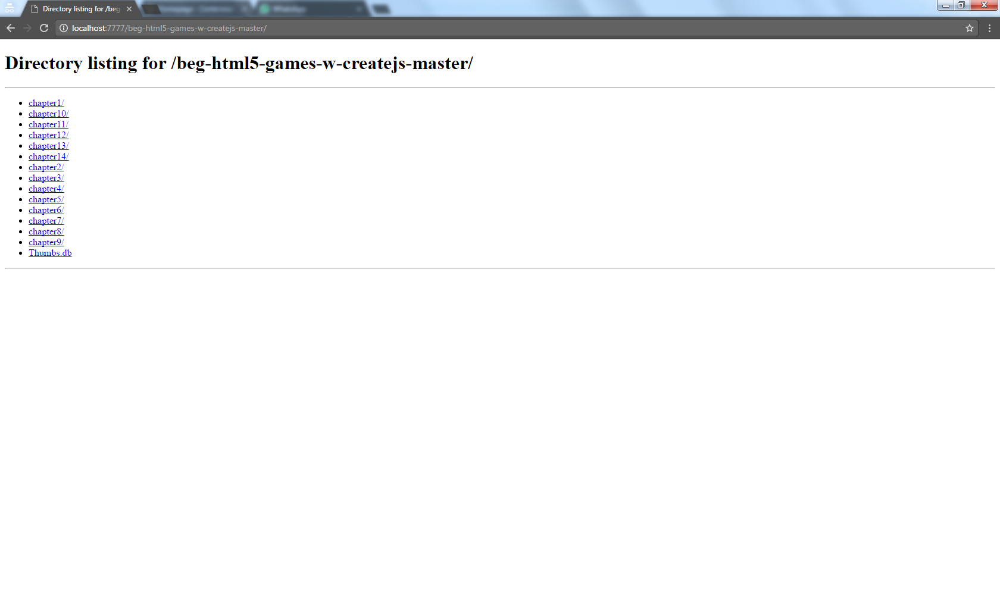 Directory listing for /beg
WhatsApp
localhost:7777/beg-html5-games-w-createjs-master/
Directory listing for /beg-html5-games-w-createjs-master/
chapter1/
chapter10/
chapter11/
chapter12/
chapter13/
chapter14/
chapter2/
chapter3/
chapter4/
chapter5/
chapter6/
chapter7/
chapter8/
chapter9/
Thumbs.db